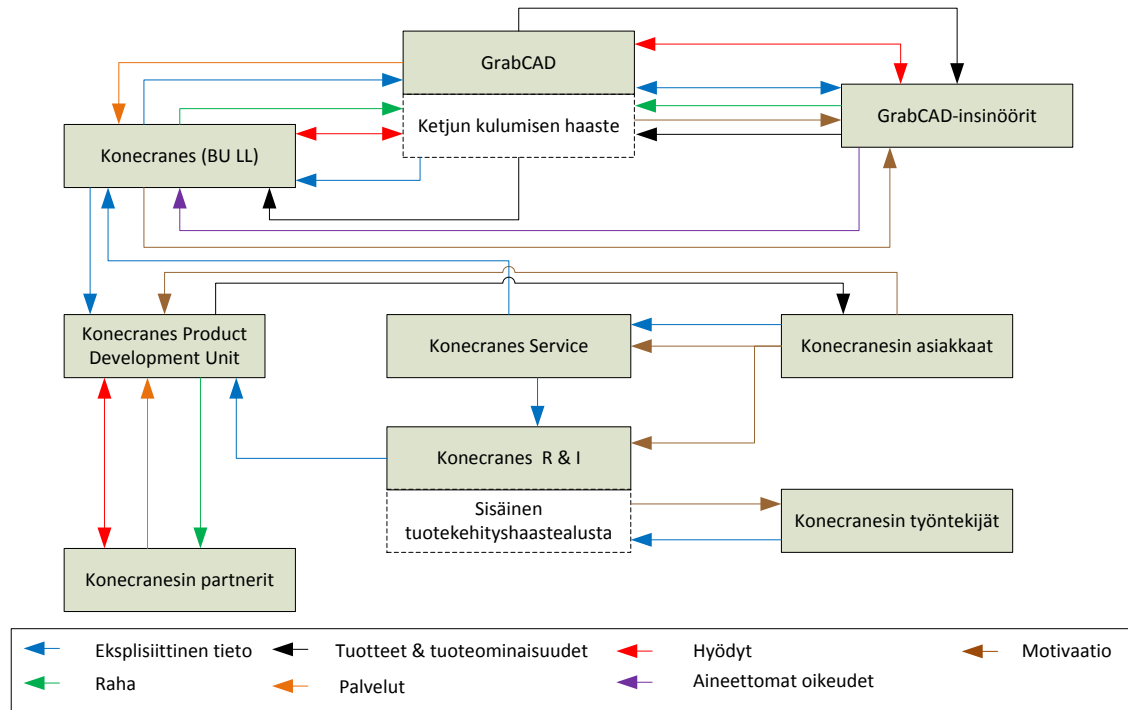 GrabCAD
Ketjun kulumisen haaste
GrabCAD-insinöörit
Konecranes (BU LL)
Konecranes Product
Development Unit
Konecranes Service
Konecranesin asiakkaat
Konecranes R & I
Sisäinen
tuotekehityshaastealusta
Konecranesin työntekijät
Konecranesin partnerit
Eksplisiittinen tieto
Tuotteet & tuoteominaisuudet
Hyödyt
Motivaatio
Raha
Palvelut
Aineettomat oikeudet